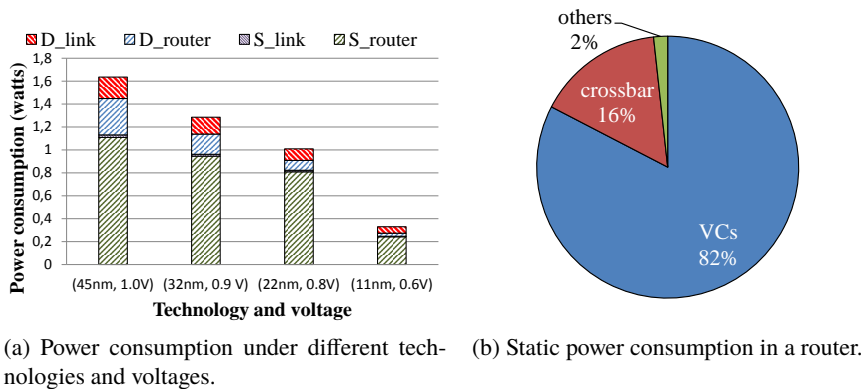 D_link D_router S_link S_router
Power consumption (watts)
1,8
1,6
1,4
1,2
1
0,8
0,6
0,4
0,2
0
(45nm, 1.0V) (32nm, 0.9 V) (22nm, 0.8V) (11nm, 0.6V)
Technology and voltage
(a) Power consumption under different tech-
nologies and voltages.
others
2%
crossbar
16%
VCs
82%
(b) Static power consumption in a router.